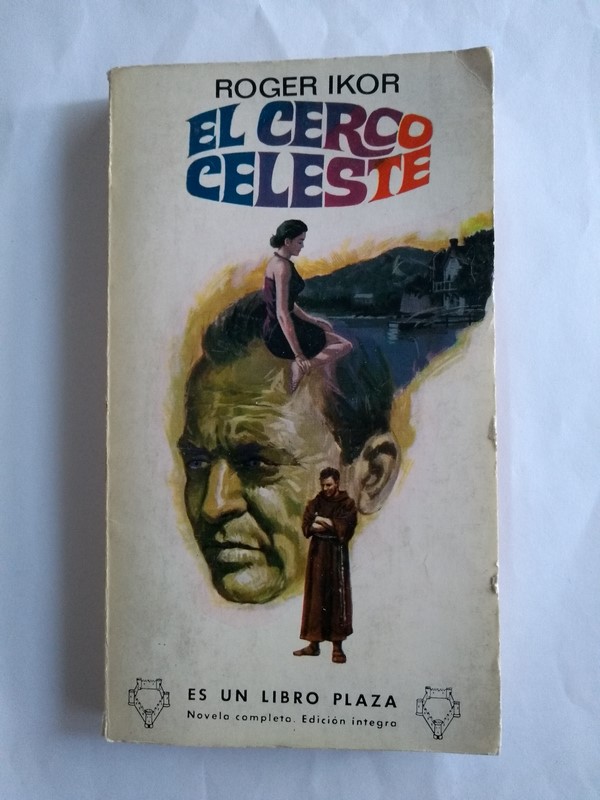 ROGER IKOR
EL CERCO
CELESTE
ES UN LIBRO PLAZA
Novela completa. Edición íntegra